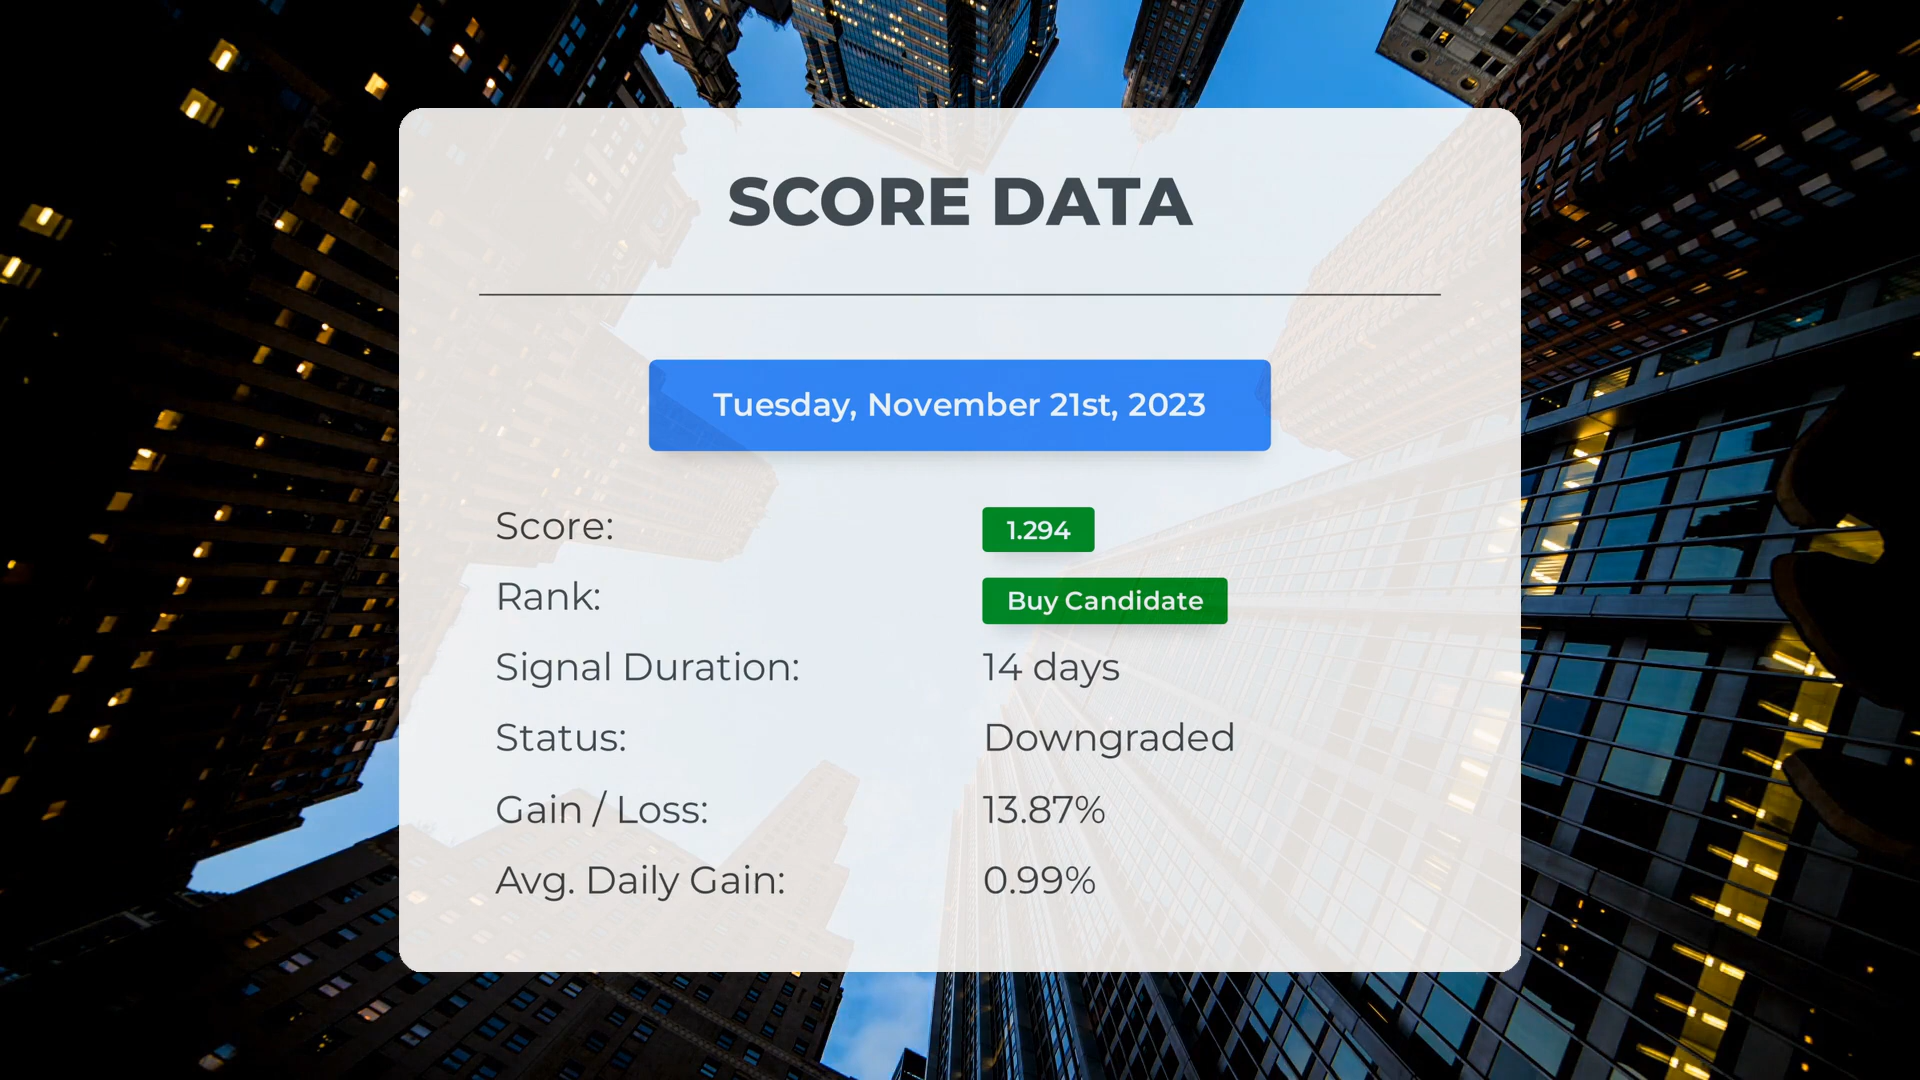 SCORE DATA
Tuesday, November 21st, 2023
Score: 1.294
Rank: Buy Candidate
Signal Duration: 14 days
Status: Downgraded
Gain / Loss: 13.87%
Avg. Daily Gain: 0.99%